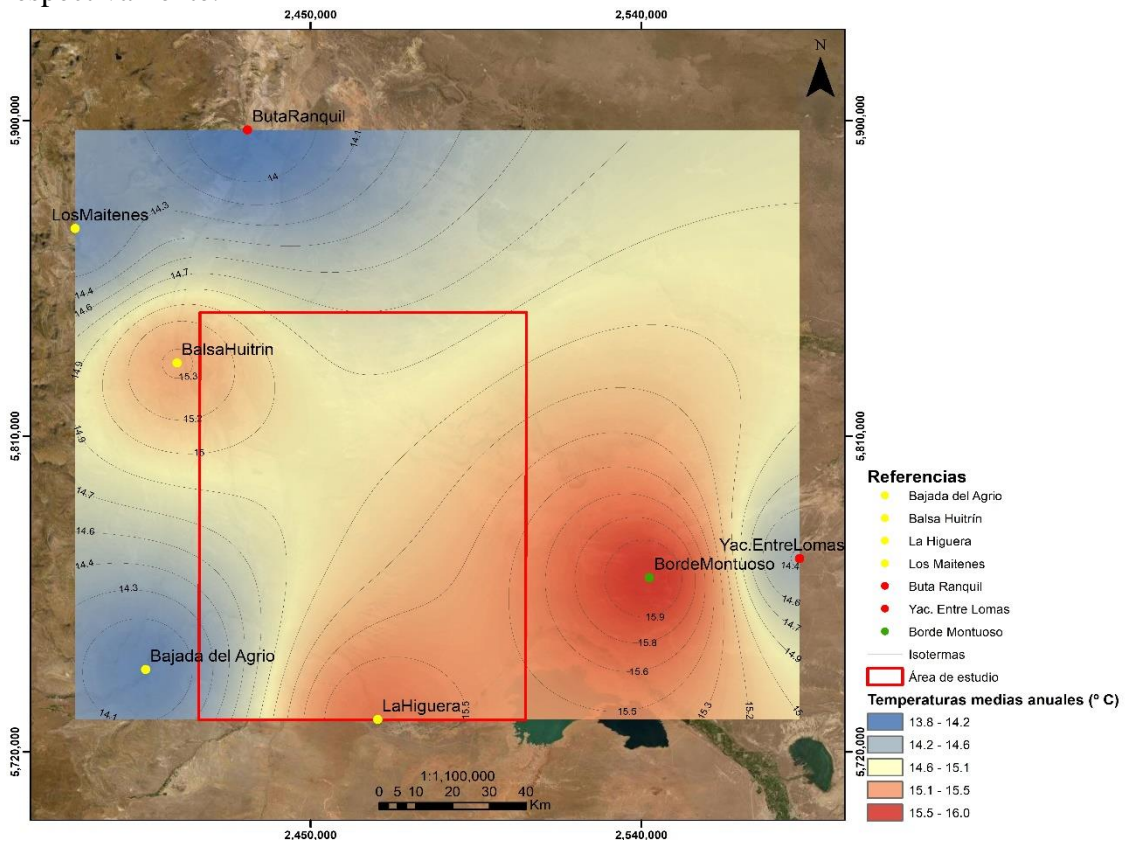 2,450,000 2,540,000
N
5,900,000 5,900,000
ButaRanquil
14.1
14
LosMaitenes
14.3
14.7
14.4
14.6
BalsaHuitrin
14.9
15.3
15.2
14.9
15
5,810,000 5,810,000
14.7
14.6
14.4
14.3
Yac.EntreLomas
14.4
BordeMontuoso
14.6
15.9
14.7
15.8
14.9
15.6
Bajada del Agrio
14.1
LaHiguera
15.5
15.5
15.3
15.2
15
5,720,000 5,720,000
1:1,100,000
0 5 10 20 30 40
Km
2,450,000 2,540,000
Referencias
Bajada del Agrio
Balsa Huitrín
La Higuera
Los Maitenes
Buta Ranquil
Yac. Entre Lomas
Borde Montuoso
Isotermas
Área de estudio
Temperaturas medias anuales (º C)
13.8 - 14.2
14.2 - 14.6
14.6 - 15.1
15.1 - 15.5
15.5 - 16.0